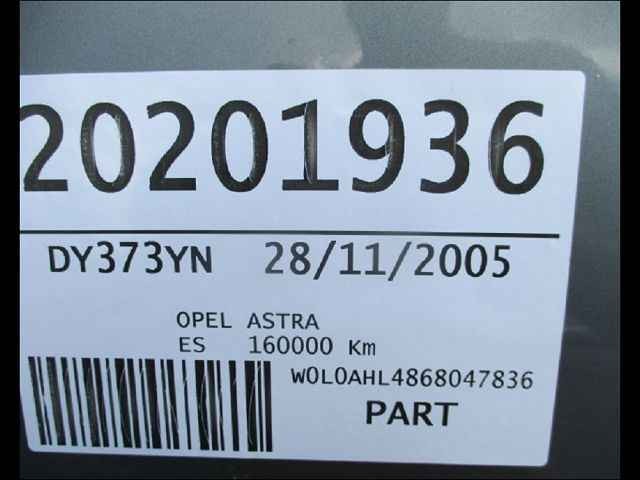 20201936
DY373YN 28/11/2005
OPEL ASTRA
ES 160000 Km
W0L0AHL4868047836
PART